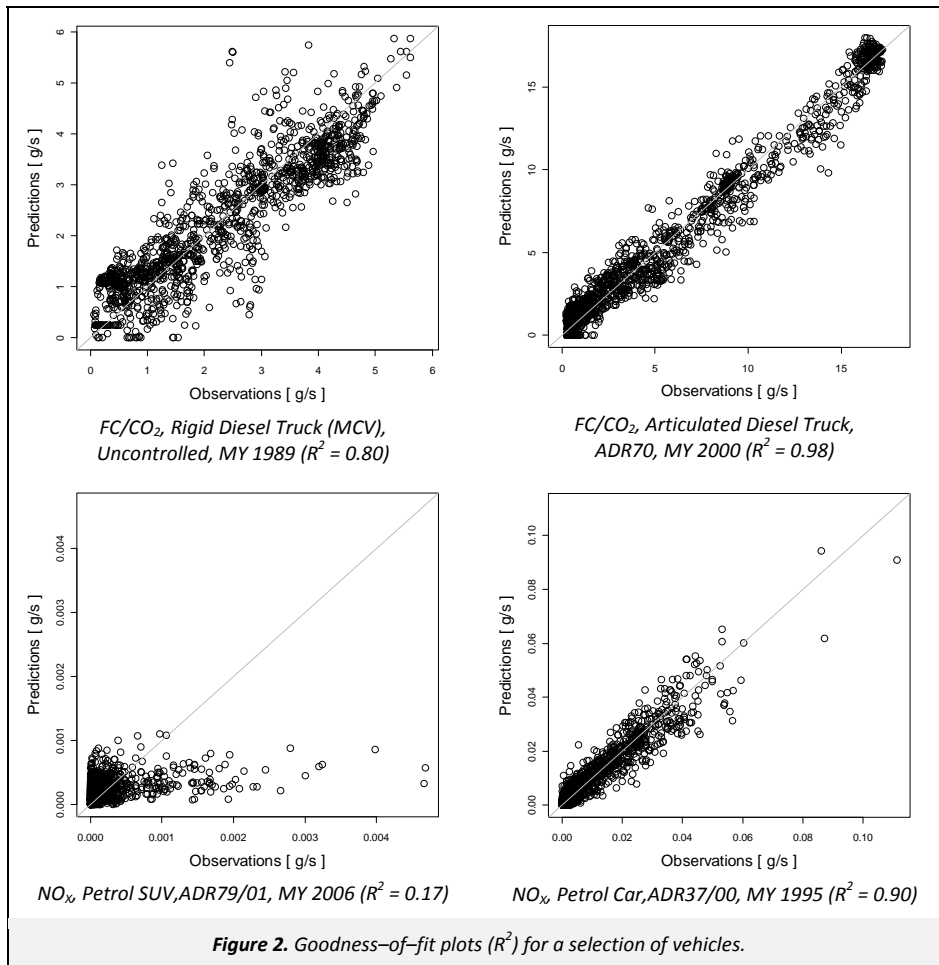 Predictions [ g/s ]
6
5
4
3
2
1
0
0 1 2 3 4 5 6
Observations [ g/s ]
FC/CO₂, Rigid Diesel Truck (MCV),
Uncontrolled, MY 1989 (R² = 0.80)
Predictions [ g/s ]
15
10
5
0
0 5 10 15
Observations [ g/s ]
FC/CO₂, Articulated Diesel Truck,
ADR70, MY 2000 (R² = 0.98)
Predictions [ g/s ]
0.004
0.003
0.002
0.001
0.000
0.000 0.001 0.002 0.003 0.004
Observations [ g/s ]
NOX, Petrol SUV,ADR79/01, MY 2006 (R² = 0.17)
Predictions [ g/s ]
0.10
0.08
0.06
0.04
0.02
0.00
0.00 0.02 0.04 0.06 0.08 0.10
Observations [ g/s ]
NOX, Petrol Car,ADR37/00, MY 1995 (R² = 0.90)
Figure 2. Goodness–of–fit plots (R²) for a selection of vehicles.